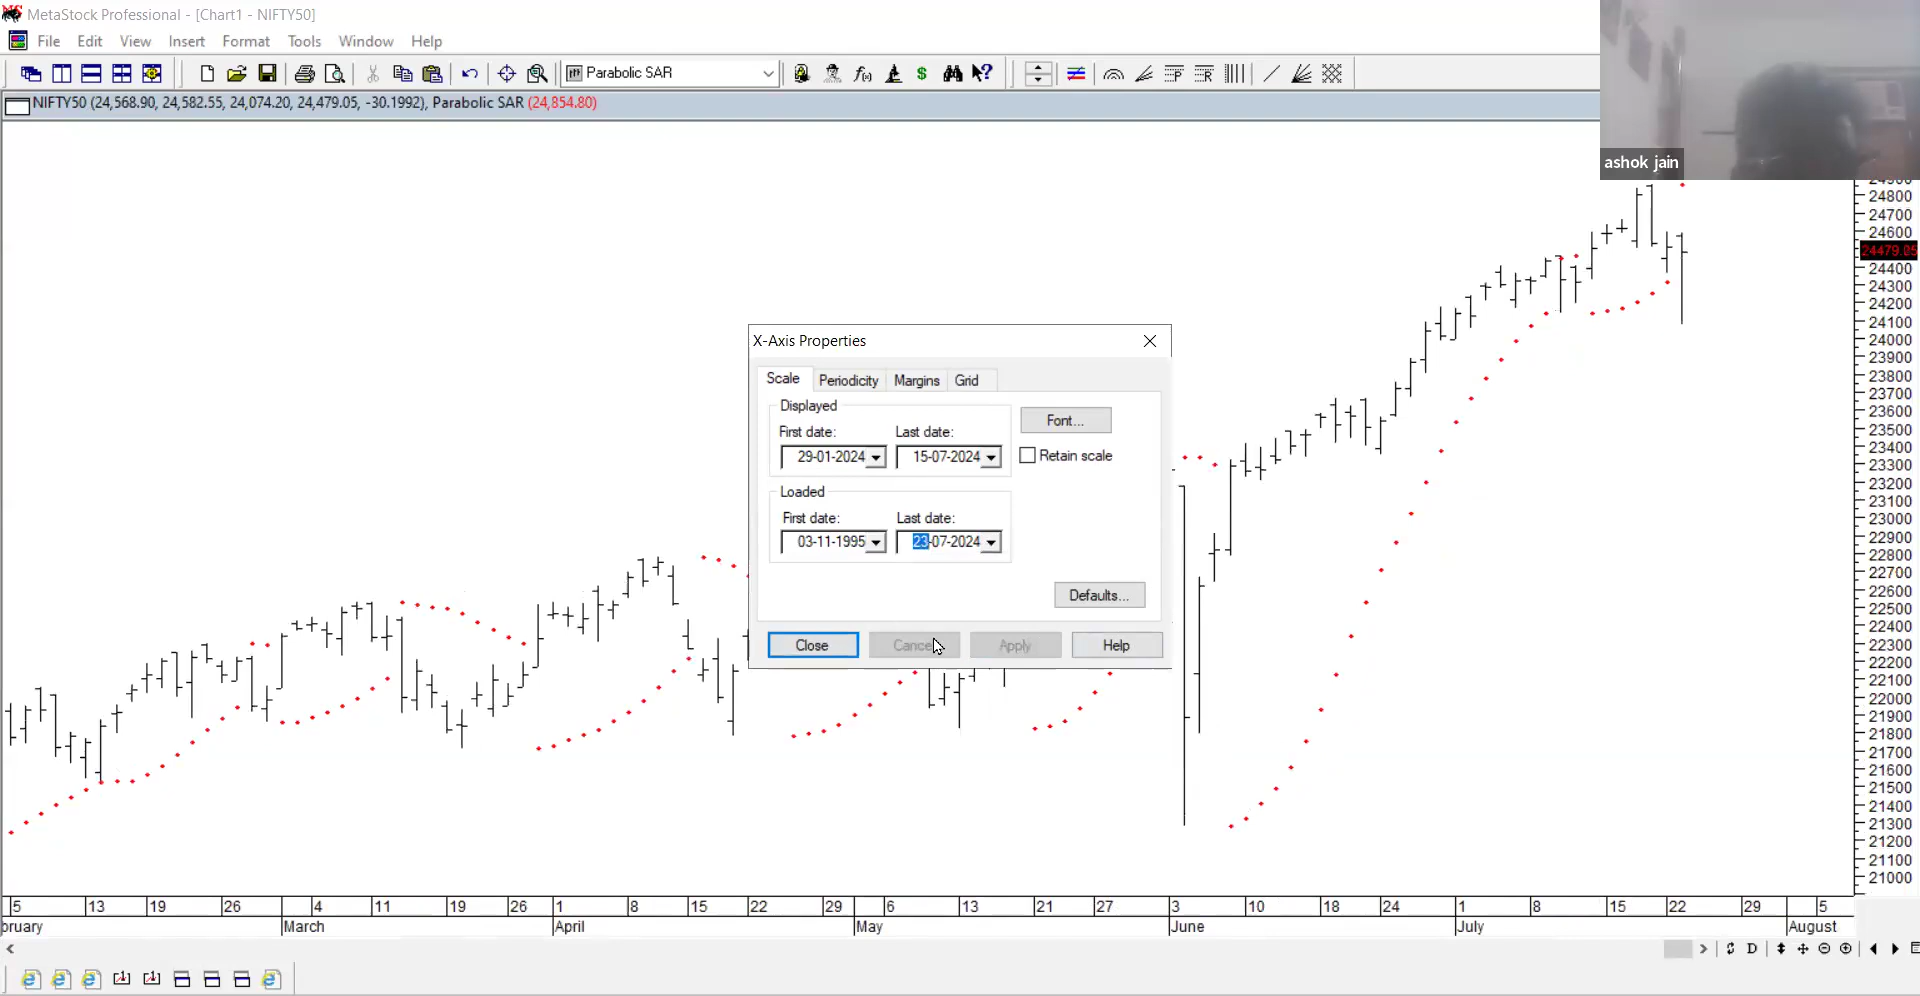 MetaStock Professional - [Chart1 - NIFTY50]
File Edit View Insert Format Tools Window Help
Parabolic SAR
NIFTY50 (24,568.90, 24,582.55, 24,074.20, 24,479.05, -30.1992), Parabolic SAR (24,854.80)
ashok jain
X-Axis Properties
Scale Periodicity Margins Grid
Displayed
First date: Last date:
29-01-2024 15-07-2024
Font...
Retain scale
Loaded
First date: Last date:
03-11-1995 23-07-2024
Defaults...
Close Cancel Apply Help
24900
24800
24700
24600
24479.05
24400
24300
24200
24100
24000
23900
23800
23700
23600
23500
23400
23300
23200
23100
23000
22900
22800
22700
22600
22500
22400
22300
22200
22100
22000
21900
21800
21700
21600
21500
21400
21300
21200
21100
21000
5 13 19 26 4 11 19 26 1 8 15 22 29 6 13 21 27 3 10 18 24 1 8 15 22 29 5
bruary March April May June July August
D